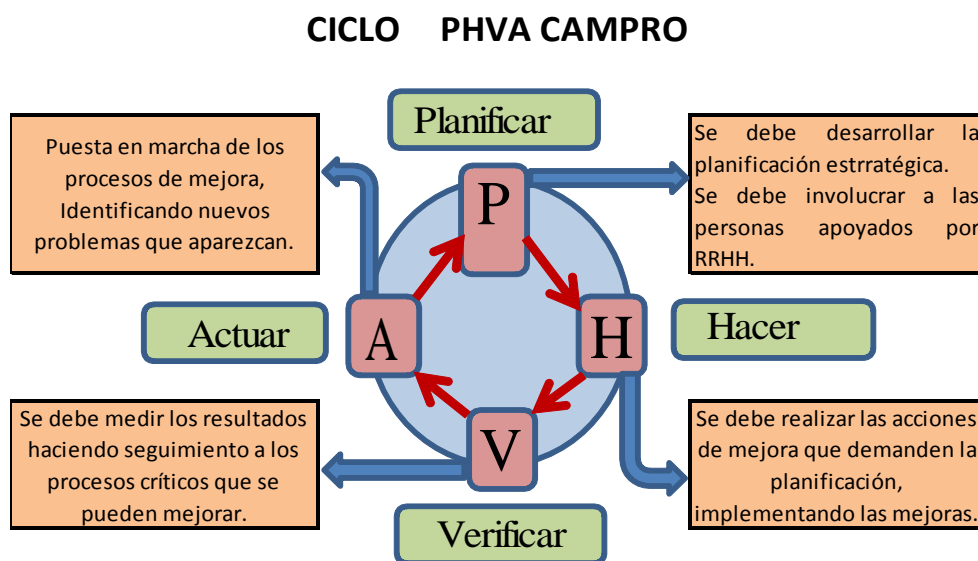 CICLO PHVA CAMPRO
Planificar
Puesta en marcha de los
procesos de mejora,
Identificando nuevos
problemas que aparezcan.
P
Se debe desarrollar la
planificación estrratégica.
Se debe involucrar a las
personas apoyados por
RRHH.
Actuar
A
H
Hacer
Se debe medir los resultados
haciendo seguimiento a los
procesos críticos que se
pueden mejorar.
V
Se debe realizar las acciones
de mejora que demanden la
planificación,
implementando las mejoras.
Verificar